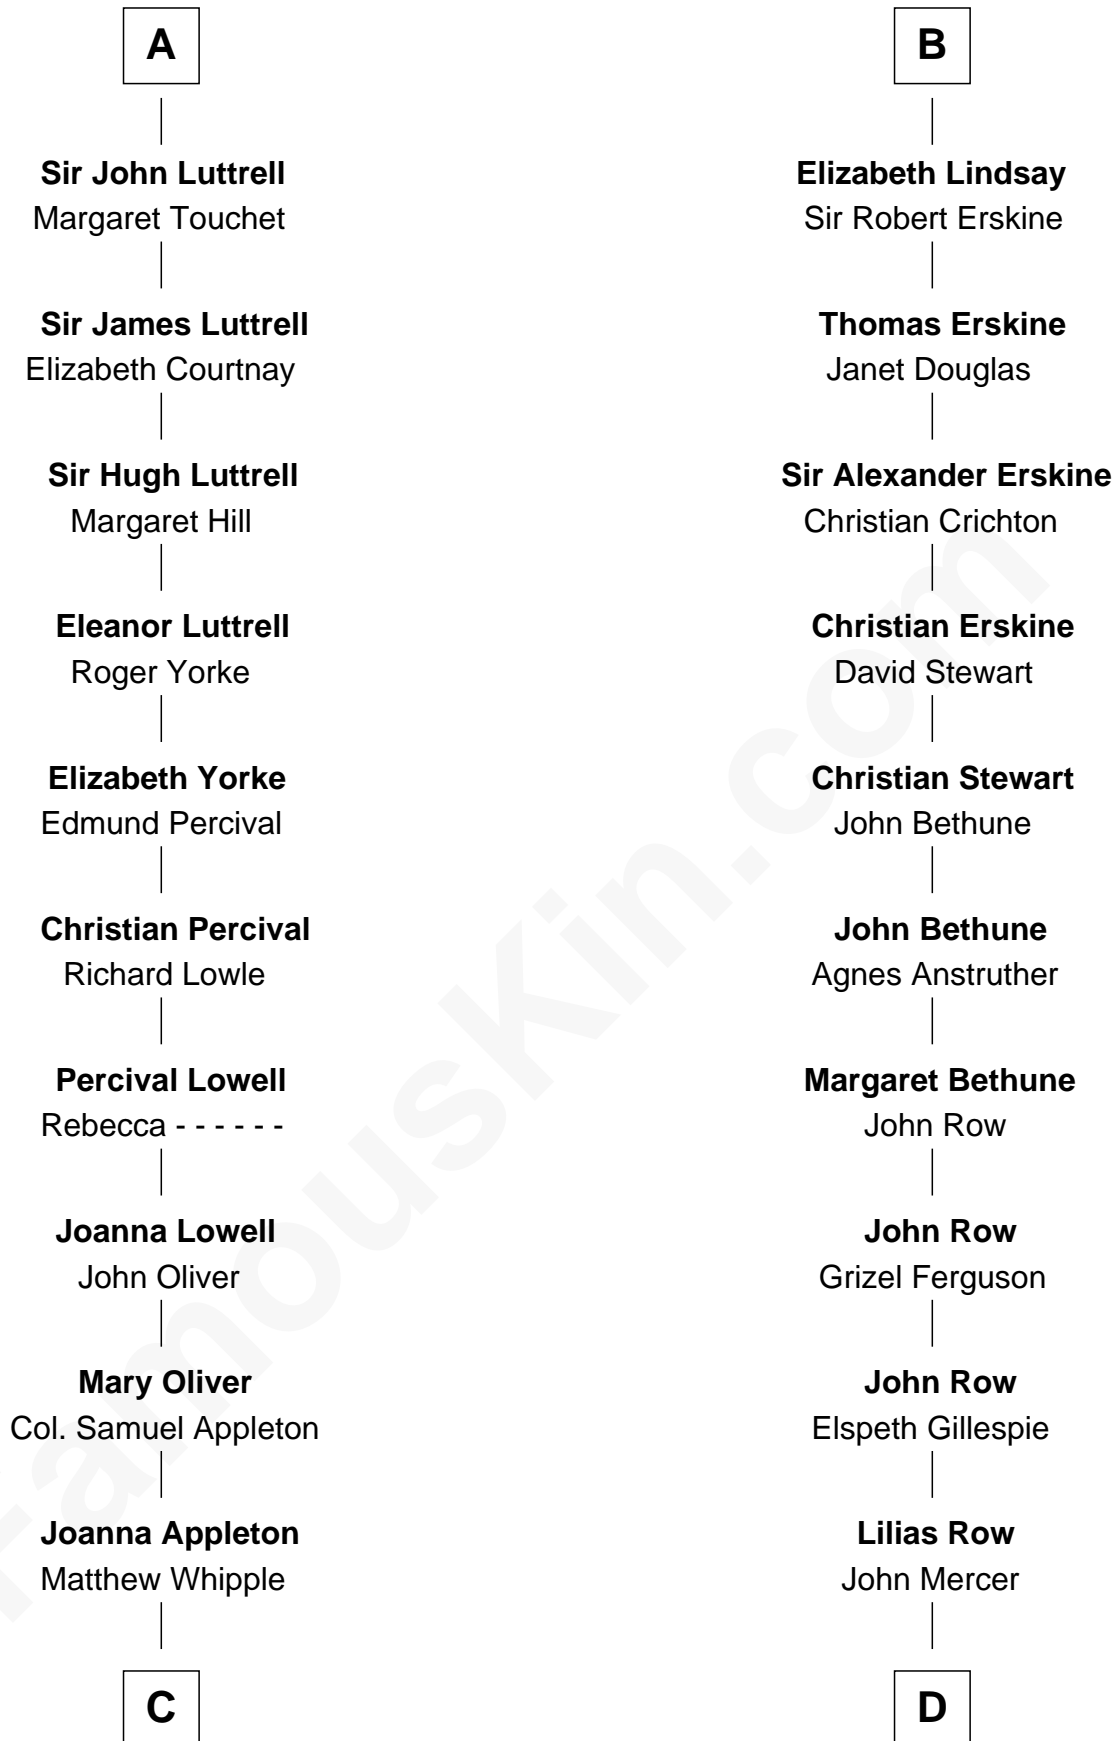 A
Sir John Luttrell
Margaret Touchet
Sir James Luttrell
Elizabeth Courtnay
Sir Hugh Luttrell
Margaret Hill
Eleanor Luttrell
Roger Yorke
Elizabeth Yorke
Edmund Percival
Christian Percival
Richard Lowle
Percival Lowell
Rebecca - - - - - -
Joanna Lowell
John Oliver
Mary Oliver
Col. Samuel Appleton
Joanna Appleton
Matthew Whipple
C
B
Elizabeth Lindsay
Sir Robert Erskine
Thomas Erskine
Janet Douglas
Sir Alexander Erskine
Christian Crichton
Christian Erskine
David Stewart
Christian Stewart
John Bethune
John Bethune
Agnes Anstruther
Margaret Bethune
John Row
John Row
Grizel Ferguson
John Row
Elspeth Gillespie
Lilias Row
John Mercer
D
FamousKin.com